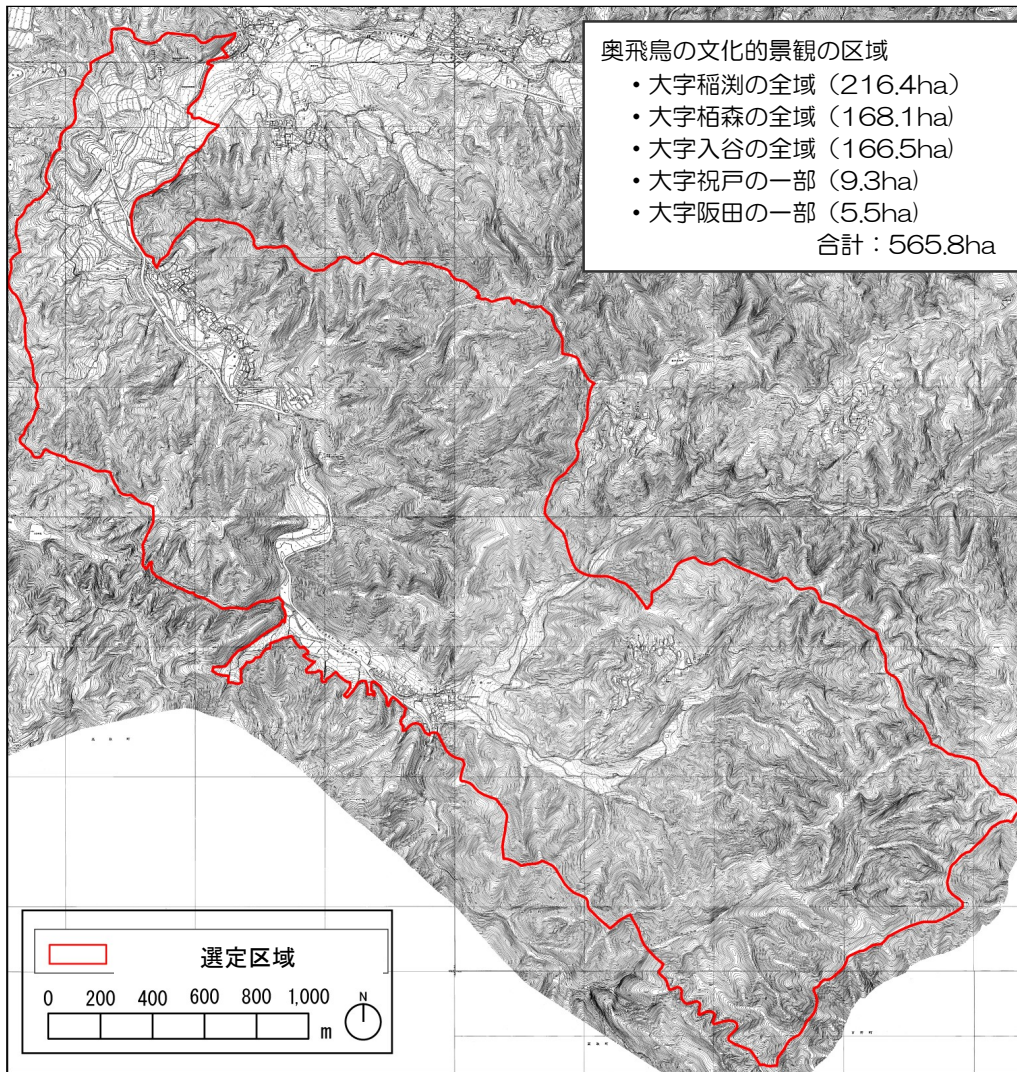 奥飛鳥の文化的景観の区域
・大字稲渕の全域（216.4ha）
・大字栢森の全域（168.1ha)
・大字入谷の全域（166.5ha)
・大字祝戸の一部（9.3ha)
・大字阪田の一部（5.5ha)
合計：565.8ha
選定区域
0 200 400 600 800 1,000
m
N